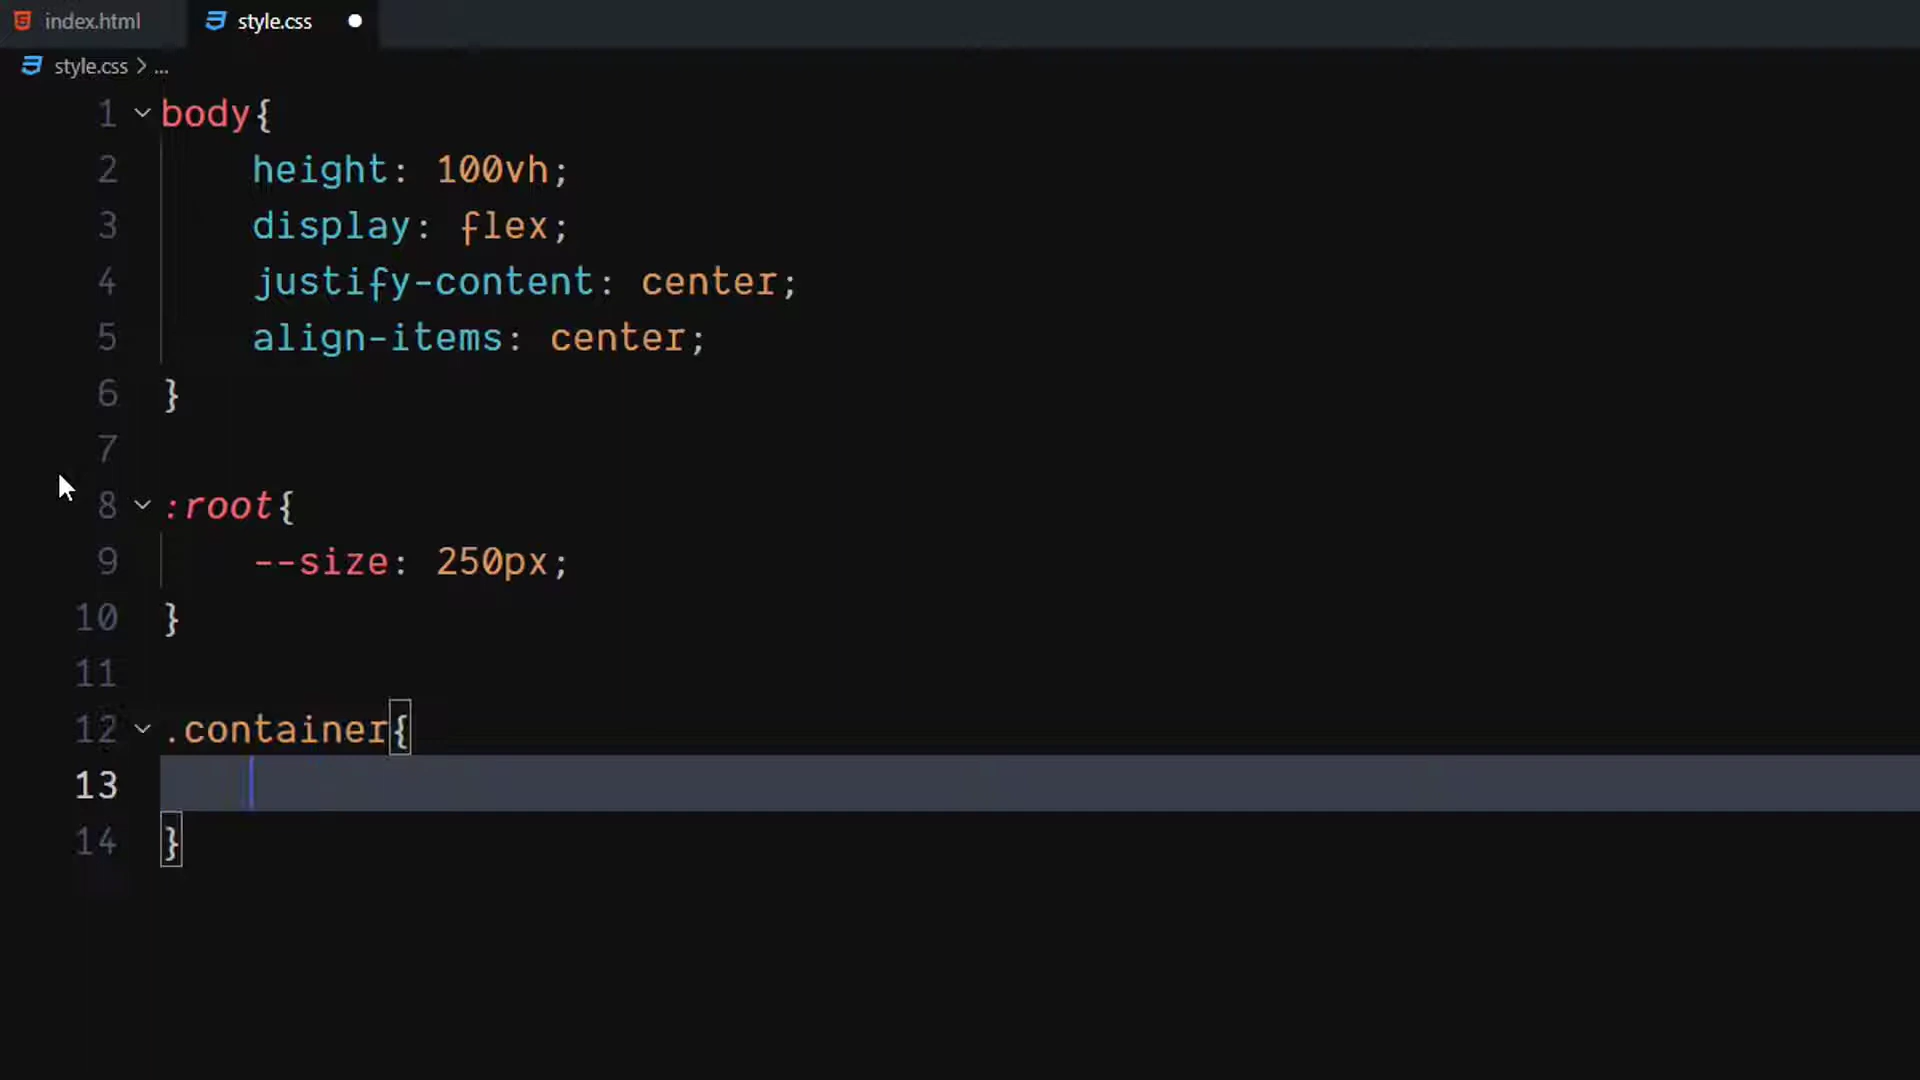 index.html style.css
style.css > ...
1 body{
2 height: 100vh;
3 display: flex;
4 justify-content: center;
5 align-items: center;
6 }
7
8 :root{
9 --size: 250px;
10 }
11
12 .container{
13
14 }